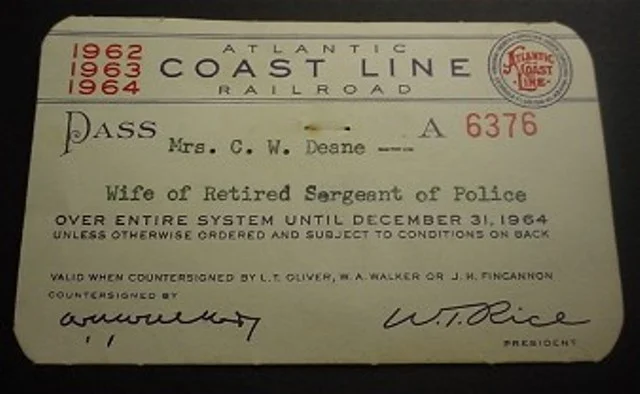 1962
1963
1964
ATLANTIC
COAST LINE
RAILROAD
ATLANTIC
COAST
LINE
PASS
Mrs. C. W. Deane
A 6376
Wife of Retired Sergeant of Police
OVER ENTIRE SYSTEM UNTIL DECEMBER 31, 1964
UNLESS OTHERWISE ORDERED AND SUBJECT TO CONDITIONS ON BACK
VALID WHEN COUNTERSIGNED BY L.T. OLIVER, W.A. WALKER OR J.H. FINCANNON
COUNTERSIGNED BY
W.T. Rice
PRESIDENT